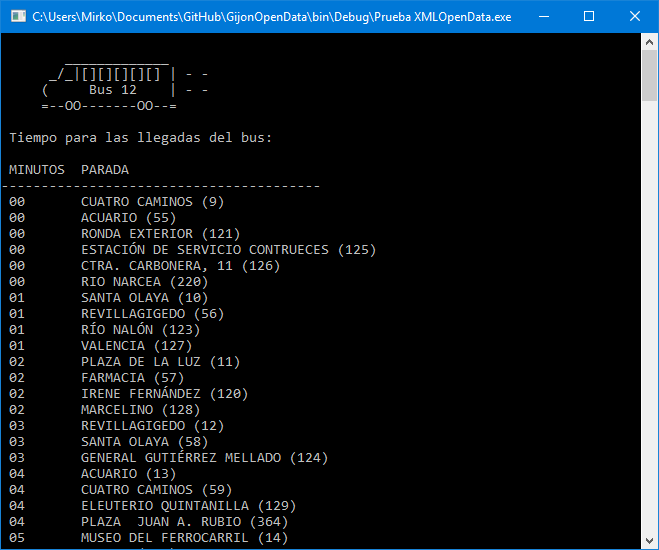 C:\Users\Mirko\Documents\GitHub\GijonOpenData\bin\Debug\Prueba XMLOpenData.exe
       _____________
     _/_|[][][][][] | - -
    (     Bus 12    | - -
    =--OO-------OO--=
Tiempo para las llegadas del bus:
MINUTOS  PARADA
----------------------------------------
00       CUATRO CAMINOS (9)
00       ACUARIO (55)
00       RONDA EXTERIOR (121)
00       ESTACIÓN DE SERVICIO CONTRUECES (125)
00       CTRA. CARBONERA, 11 (126)
00       RIO NARCEA (220)
01       SANTA OLAYA (10)
01       REVILLAGIGEDO (56)
01       RÍO NALÓN (123)
01       VALENCIA (127)
02       PLAZA DE LA LUZ (11)
02       FARMACIA (57)
02       IRENE FERNÁNDEZ (120)
02       MARCELINO (128)
03       REVILLAGIGEDO (12)
03       SANTA OLAYA (58)
03       GENERAL GUTIÉRREZ MELLADO (124)
04       ACUARIO (13)
04       CUATRO CAMINOS (59)
04       ELEUTERIO QUINTANILLA (129)
04       PLAZA  JUAN A. RUBIO (364)
05       MUSEO DEL FERROCARRIL (14)